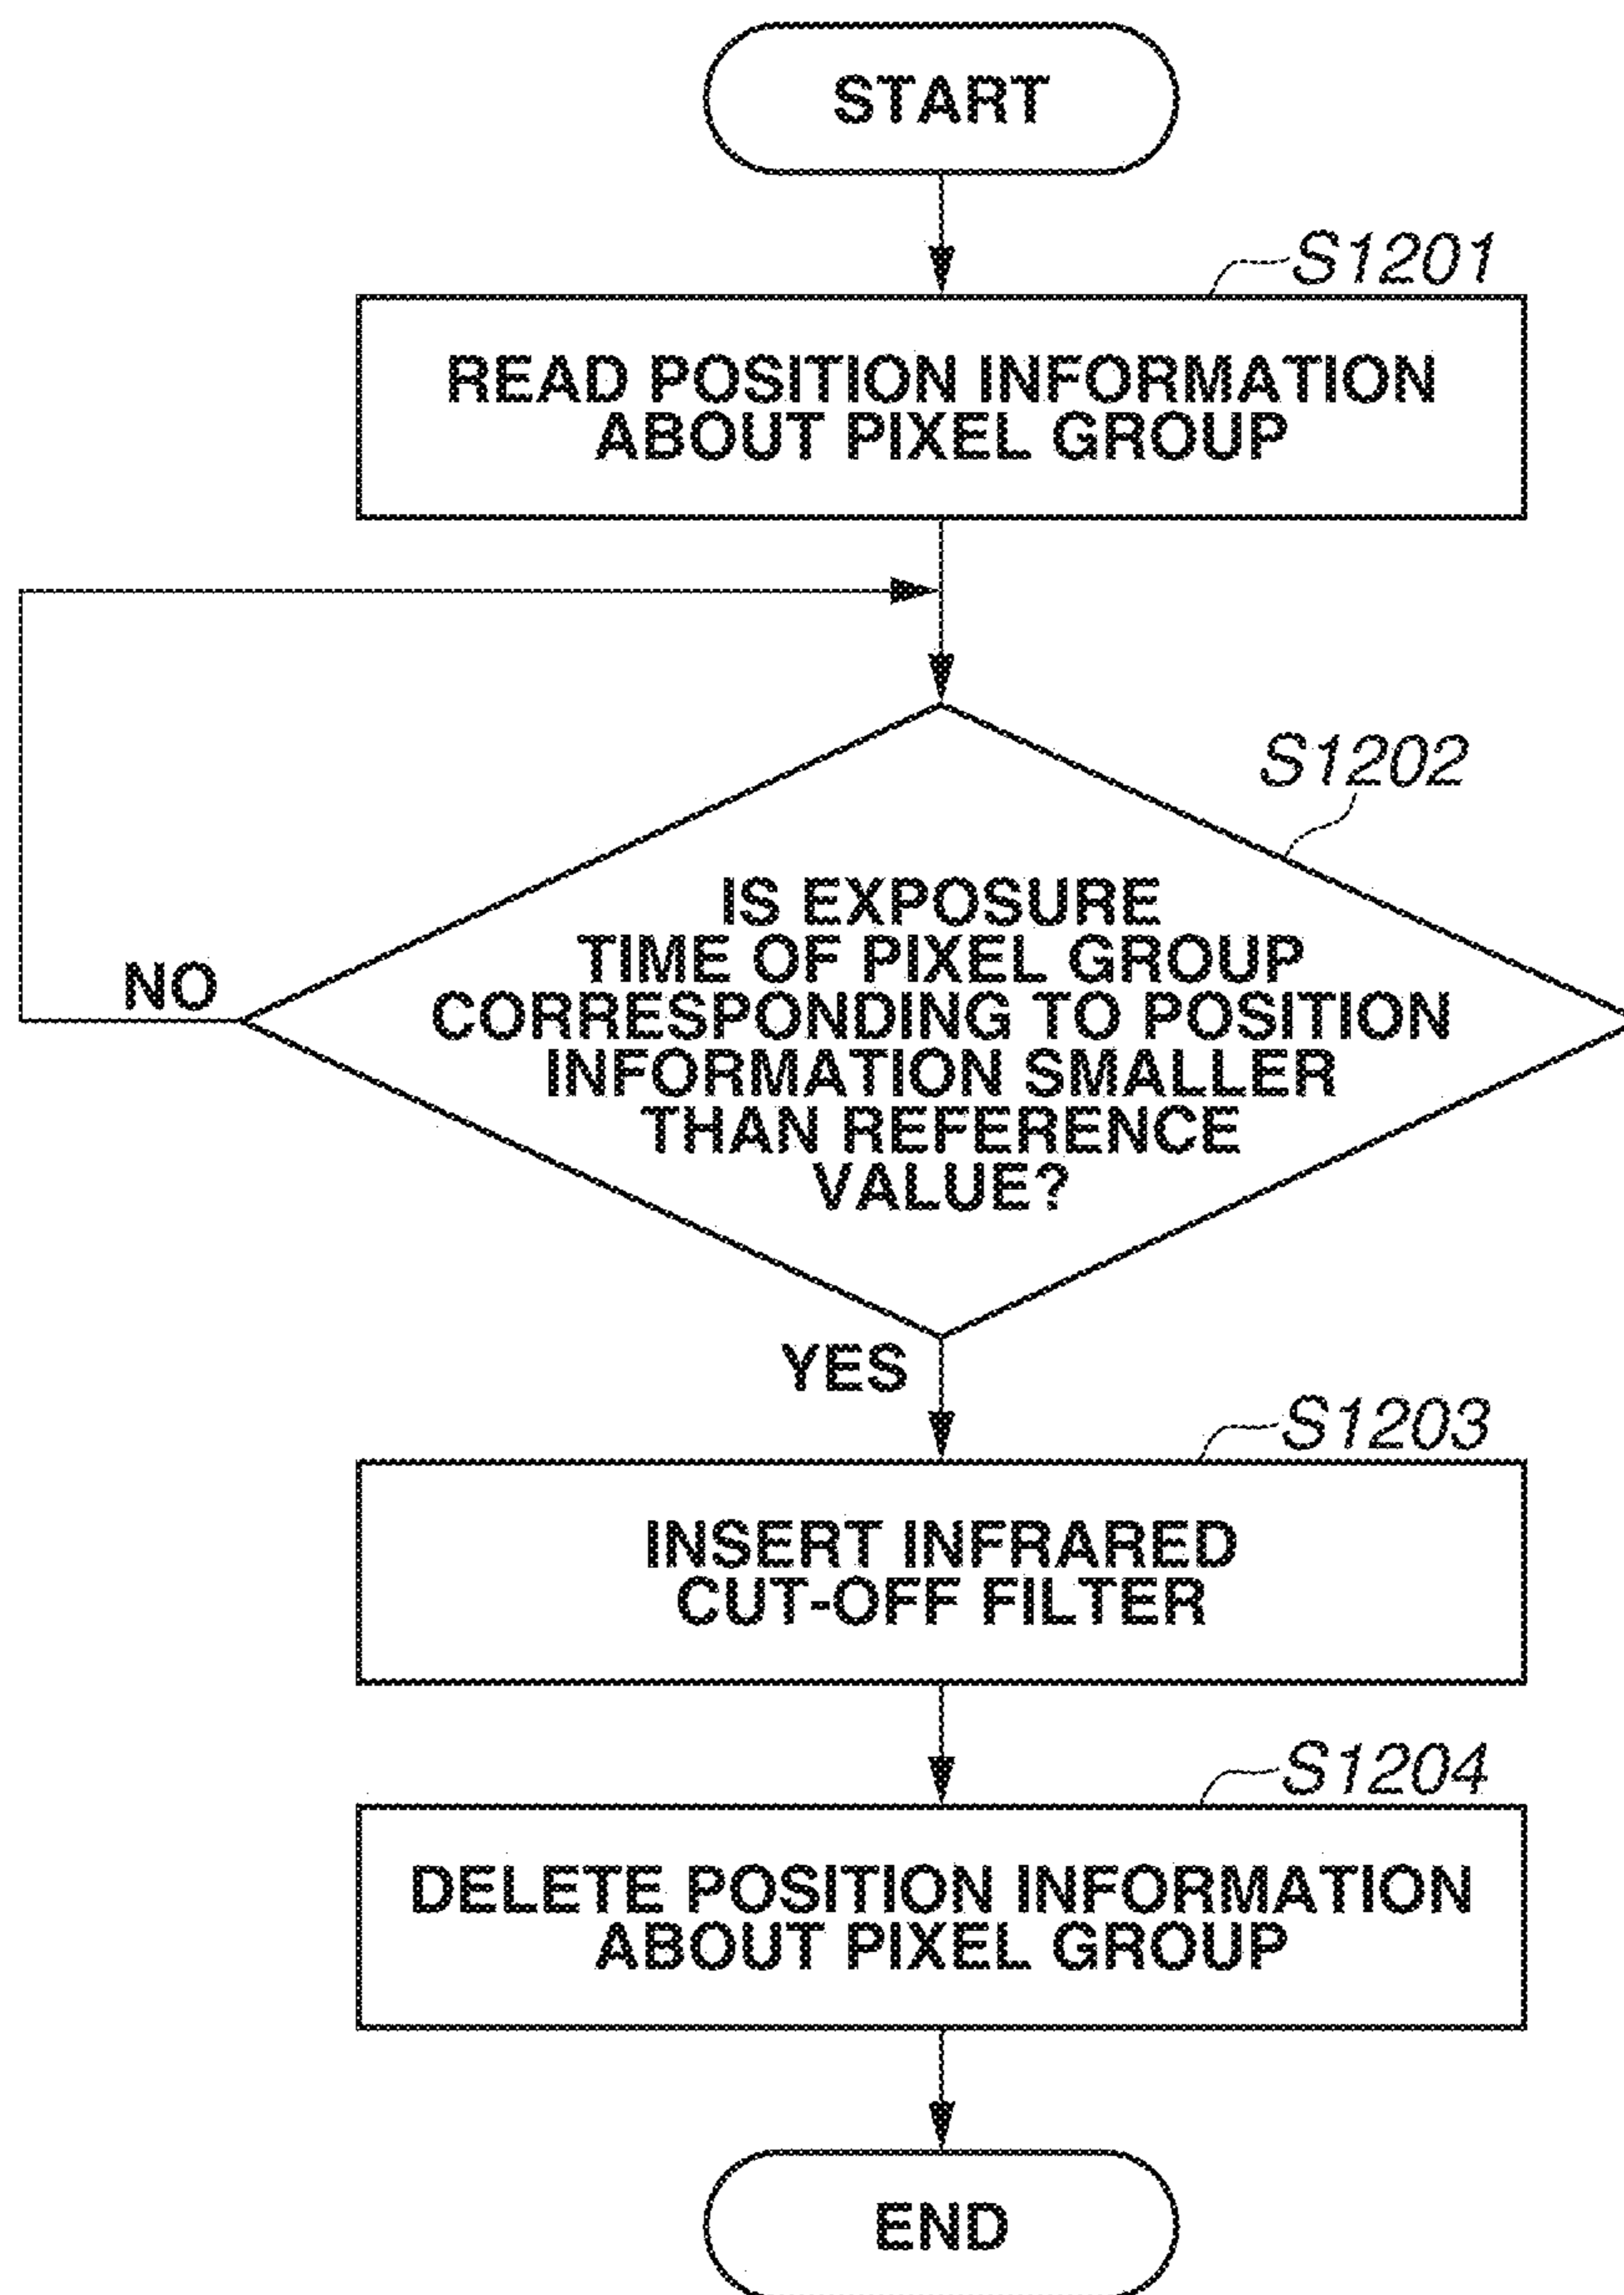 START
S1201
READ POSITION INFORMATION
ABOUT PIXEL GROUP
S1202
IS EXPOSURE
TIME OF PIXEL GROUP
CORRESPONDING TO POSITION
INFORMATION SMALLER
THAN REFERENCE
VALUE?
NO
YES
S1203
INSERT INFRARED
CUT-OFF FILTER
S1204
DELETE POSITION INFORMATION
ABOUT PIXEL GROUP
END